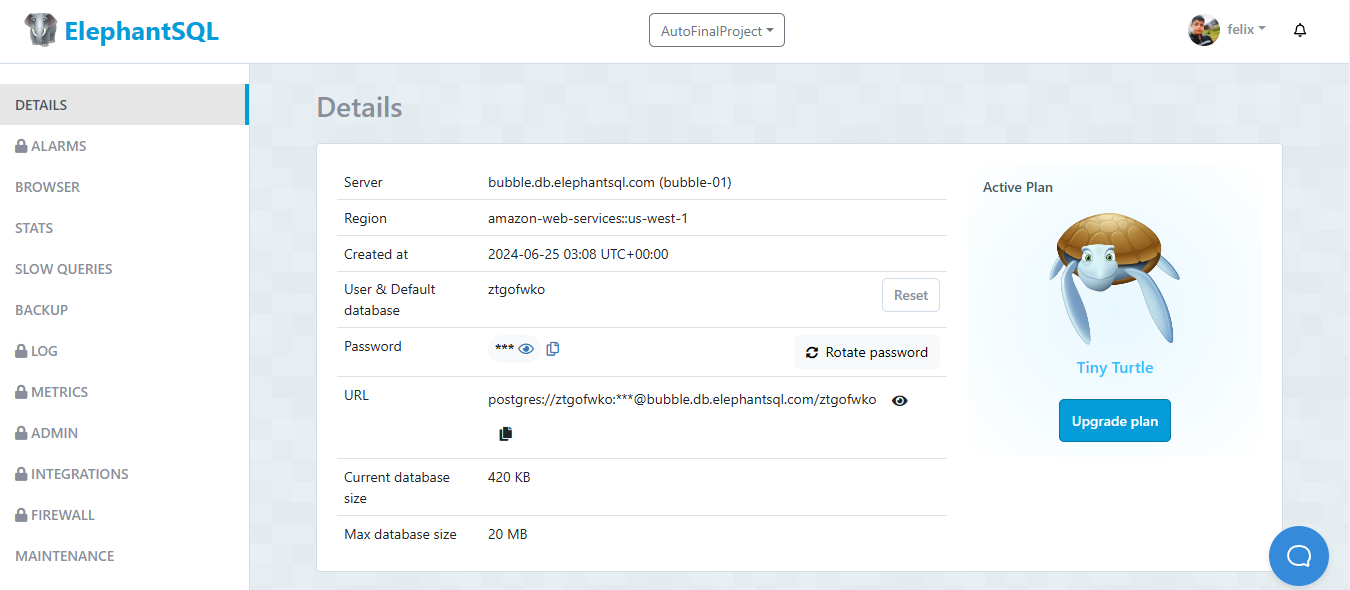 ElephantSQL
AutoFinalProject
felix
DETAILS
ALARMS
BROWSER
STATS
SLOW QUERIES
BACKUP
LOG
METRICS
ADMIN
INTEGRATIONS
FIREWALL
MAINTENANCE
Details
Server bubble.db.elephantsql.com (bubble-01)
Region amazon-web-services::us-west-1
Created at 2024-06-25 03:08 UTC+00:00
User & Default ztgofwko Reset
database
Password *** Rotate password
URL postgres://ztgofwko:***@bubble.db.elephantsql.com/ztgofwko
Current database 420 KB
size
Max database size 20 MB
Active Plan
Tiny Turtle
Upgrade plan